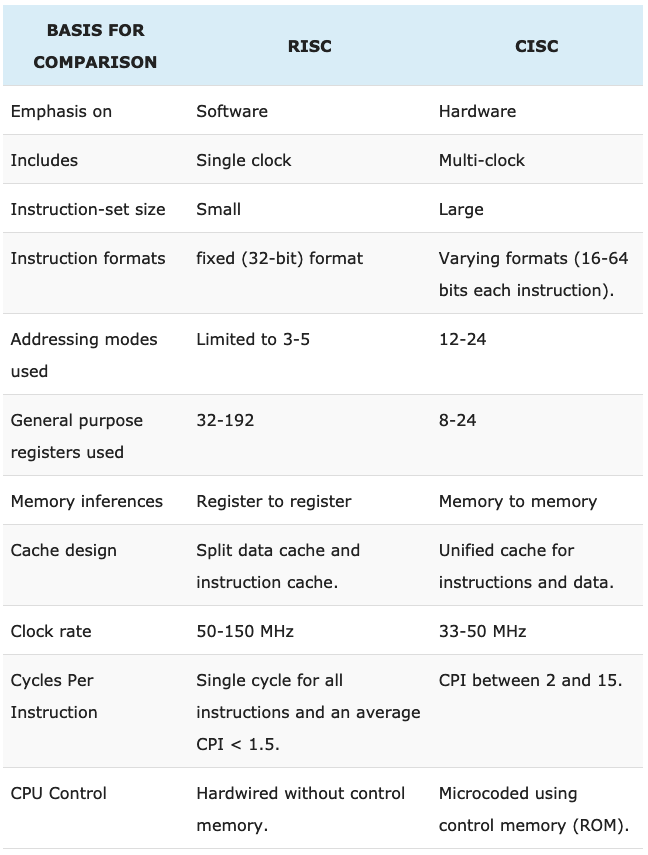 BASIS FOR COMPARISON | RISC | CISC
Emphasis on | Software | Hardware
Includes | Single clock | Multi-clock
Instruction-set size | Small | Large
Instruction formats | fixed (32-bit) format | Varying formats (16-64 bits each instruction).
Addressing modes used | Limited to 3-5 | 12-24
General purpose registers used | 32-192 | 8-24
Memory inferences | Register to register | Memory to memory
Cache design | Split data cache and instruction cache. | Unified cache for instructions and data.
Clock rate | 50-150 MHz | 33-50 MHz
Cycles Per Instruction | Single cycle for all instructions and an average CPI < 1.5. | CPI between 2 and 15.
CPU Control | Hardwired without control memory. | Microcoded using control memory (ROM).